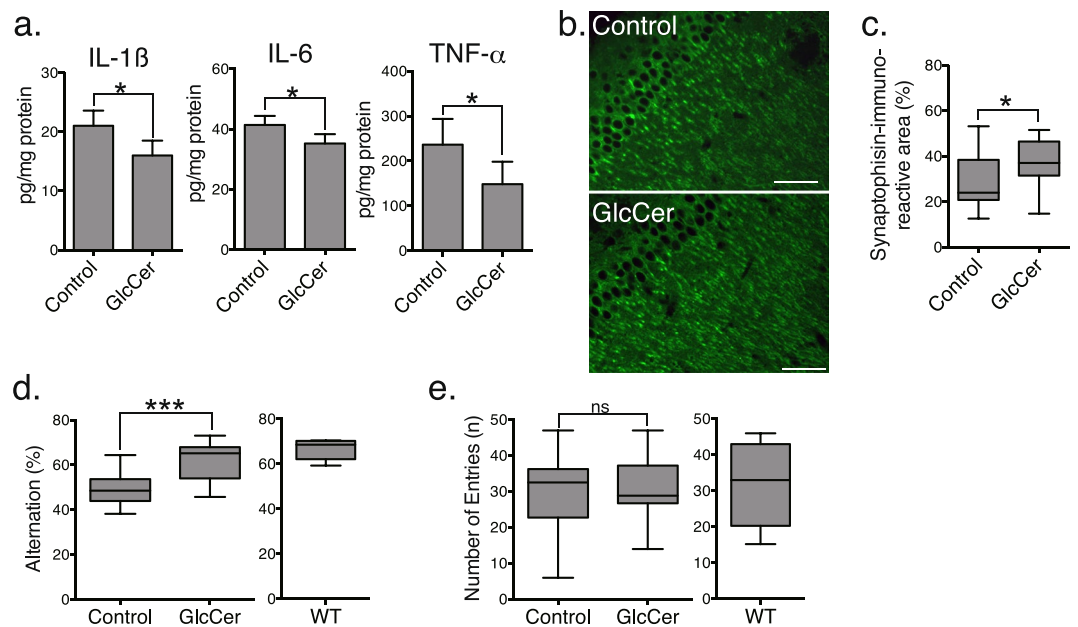 a.
IL-1ß
IL-6
TNF-α
pg/mg protein
30
20
10
0
*
Control
GlcCer
pg/mg protein
60
40
20
0
*
Control
GlcCer
pg/mg protein
400
300
200
100
0
*
Control
GlcCer
b.
Control
GlcCer
c.
Synaptophisin-immuno-
reactive area (%)
80
60
40
20
0
*
Control
GlcCer
d.
Alternation (%)
80
60
40
20
0
***
Control
GlcCer
80
60
40
20
0
WT
e.
Number of Entries (n)
50
40
30
20
10
0
ns
Control
GlcCer
50
40
30
20
10
0
WT